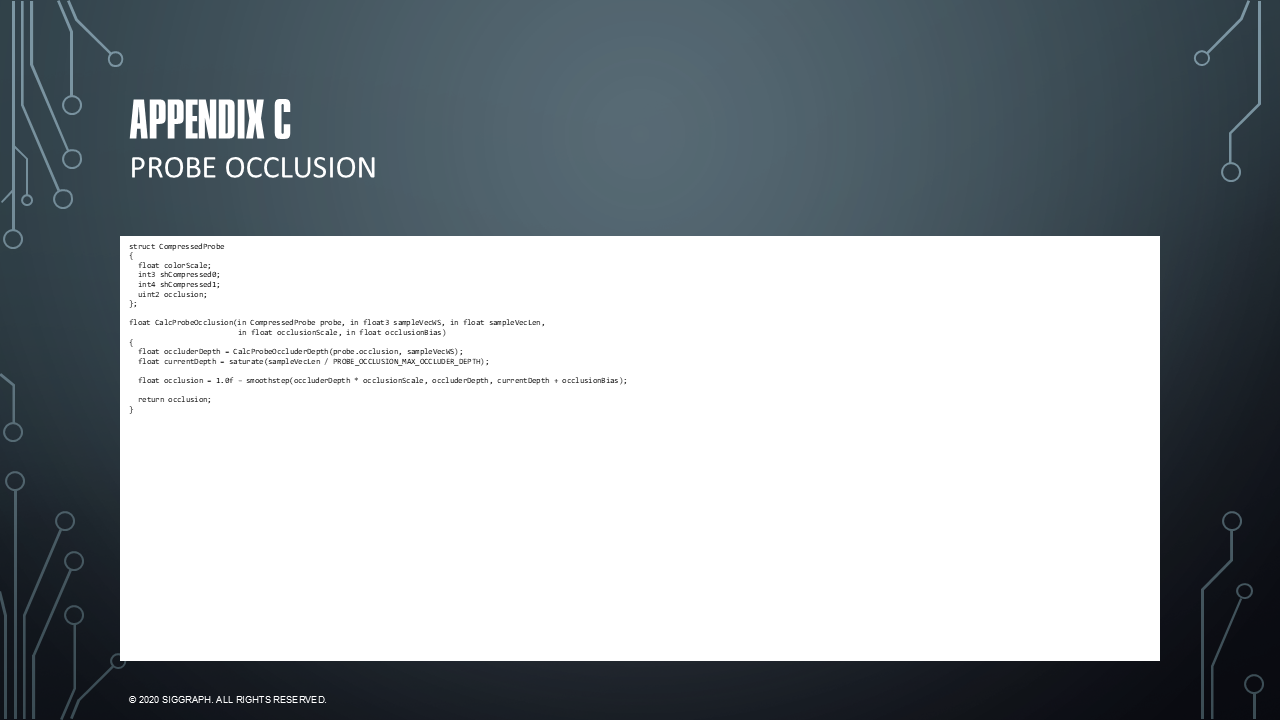 APPENDIX C
PROBE OCCLUSION
struct CompressedProbe
{
  float colorScale;
  int3 shCompressed0;
  int4 shCompressed1;
  uint2 occlusion;
};

float CalcProbeOcclusion(in CompressedProbe probe, in float3 sampleVecWS, in float sampleVecLen,
                         in float occlusionScale, in float occlusionBias)
{
  float occluderDepth = CalcProbeOccluderDepth(probe.occlusion, sampleVecWS);
  float currentDepth = saturate(sampleVecLen / PROBE_OCCLUSION_MAX_OCCLUDER_DEPTH);

  float occlusion = 1.0f - smoothstep(occluderDepth * occlusionScale, occluderDepth, currentDepth + occlusionBias);

  return occlusion;
}
© 2020 SIGGRAPH. ALL RIGHTS RESERVED.